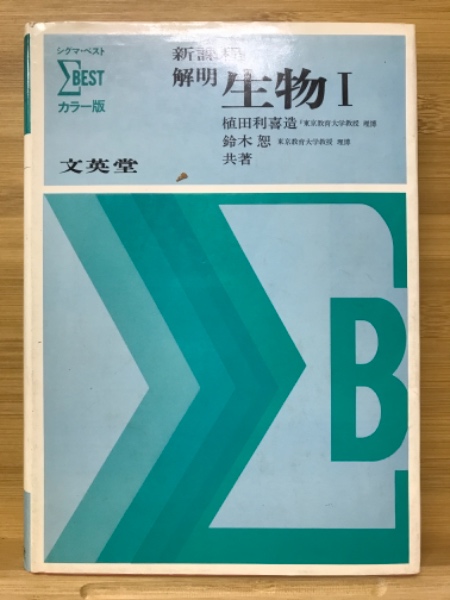 シグマ・ベスト
ΣBEST
カラー版
新課程
解明 生物I
植田利喜造 東京教育大学教授 理博
鈴木 恕 東京教育大学教授 理博
共著
文英堂
ΣB